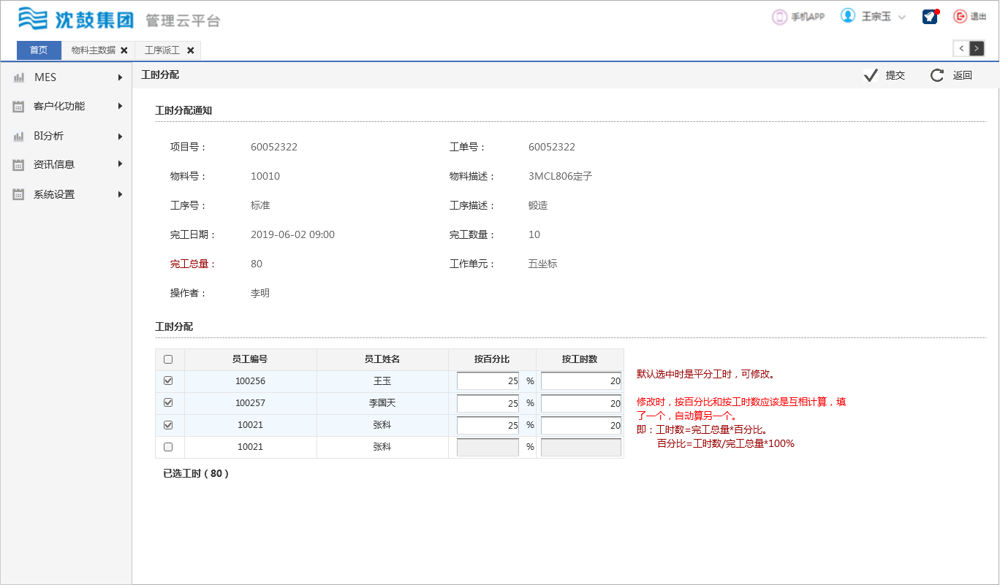 沈鼓集团 管理云平台 手机APP 王宗玉 退出
首页 物料主数据 工序派工
MES
客户化功能
BI分析
资讯信息
系统设置
工时分配 提交 返回
工时分配通知
项目号： 60052322 工单号： 60052322
物料号： 10010 物料描述： 3MCL806定子
工序号： 标准 工序描述： 锻造
完工日期： 2019-06-02 09:00 完工数量： 10
完工总量： 80 工作单元： 五坐标
操作者： 李明
工时分配
员工编号 员工姓名 按百分比 按工时数
100256 王玉 25 % 20
100257 李国天 25 % 20
10021 张科 25 % 20
10021 张科 %
默认选中时是平分工时，可修改。
修改时，按百分比和按工时数应该是互相计算，填
了一个，自动算另一个。
即：工时数=完工总量*百分比。
百分比=工时数/完工总量*100%
已选工时（80）